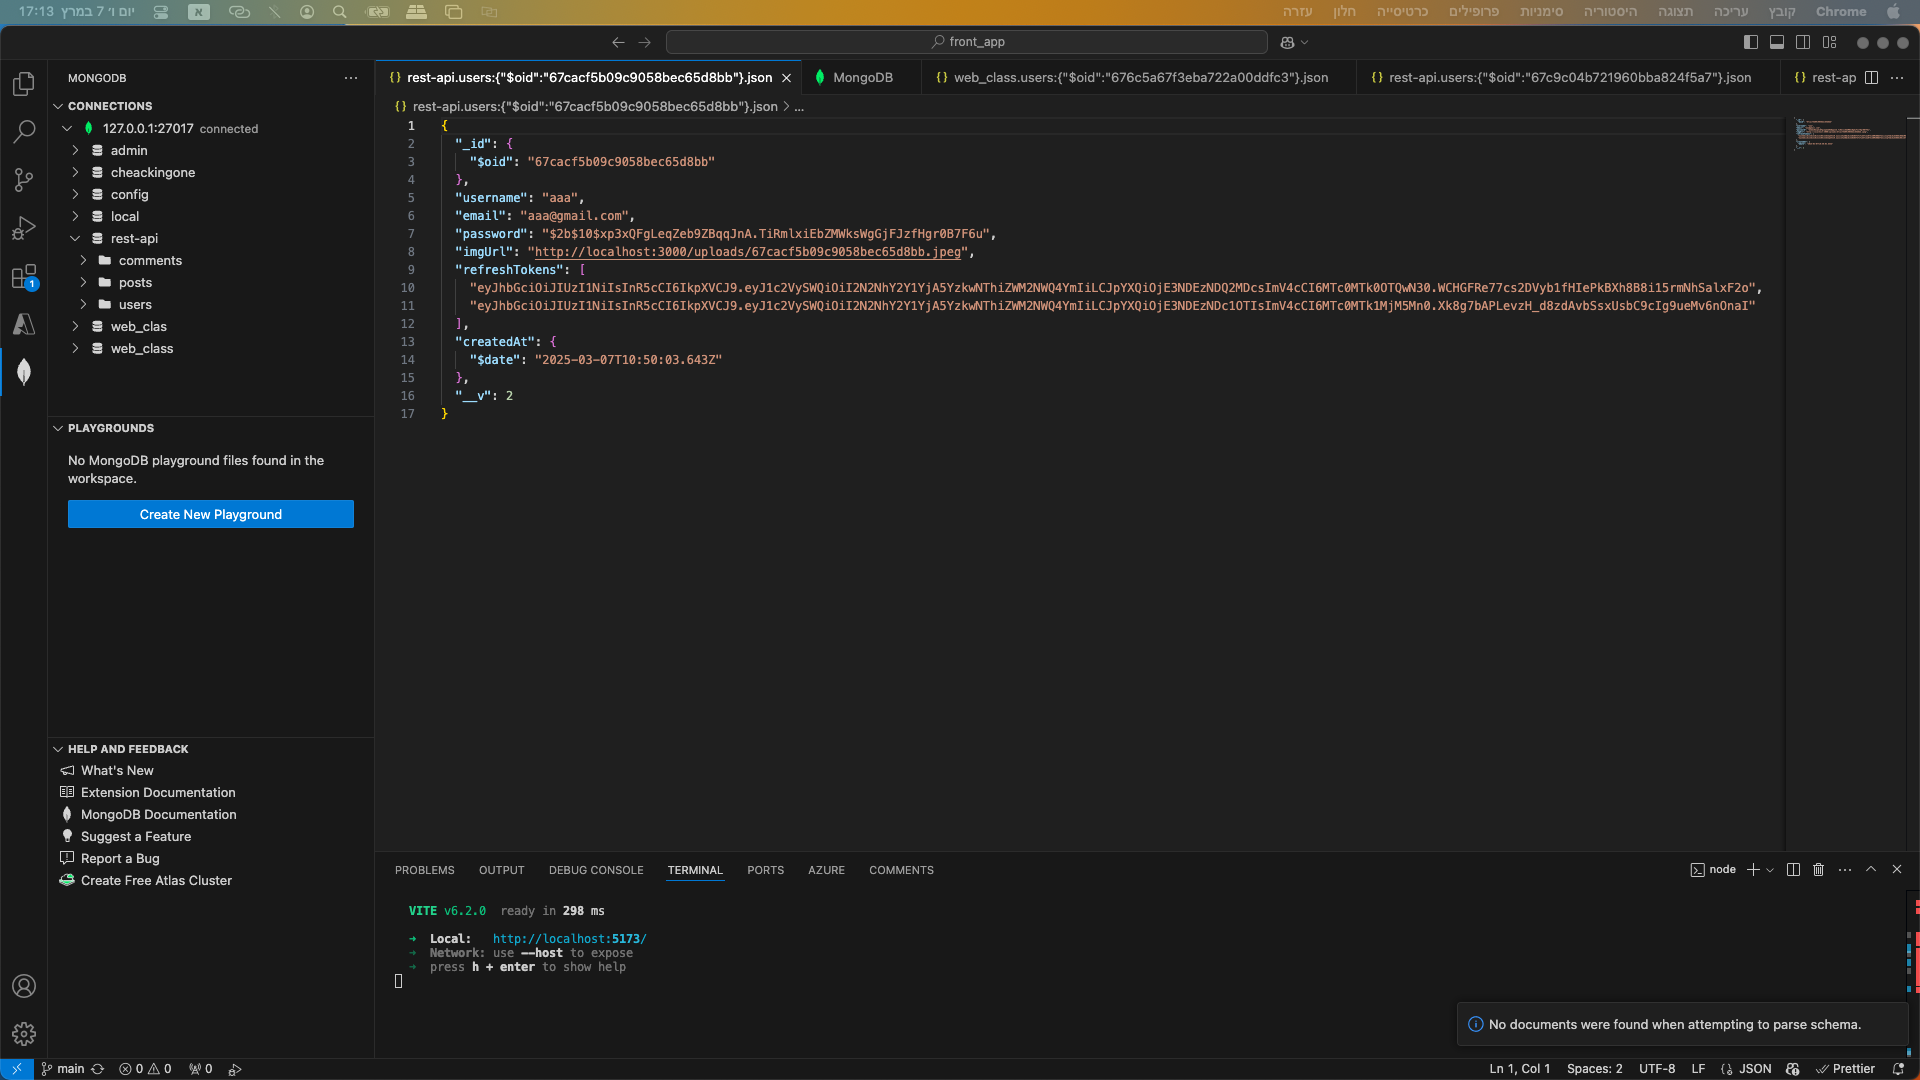 17:13 יום ו׳ 7 במרץ א עזרה חלון כרטיסייה פרופילים סימניות היסטוריה תצוגה עריכה קובץ Chrome
front_app
MONGODB
CONNECTIONS
127.0.0.1:27017 connected
admin
cheackingone
config
local
rest-api
comments
posts
users
web_clas
web_class
PLAYGROUNDS
No MongoDB playground files found in the
workspace.
Create New Playground
HELP AND FEEDBACK
What's New
Extension Documentation
MongoDB Documentation
Suggest a Feature
Report a Bug
Create Free Atlas Cluster
1
{} rest-api.users:{"$oid":"67cacf5b09c9058bec65d8bb"}.json
MongoDB
{} web_class.users:{"$oid":"676c5a67f3eba722a00ddfc3"}.json
{} rest-api.users:{"$oid":"67c9c04b721960bba824f5a7"}.json
{} rest-ap
{} rest-api.users:{"$oid":"67cacf5b09c9058bec65d8bb"}.json > ...
1 {
2 "_id": {
3 "$oid": "67cacf5b09c9058bec65d8bb"
4 },
5 "username": "aaa",
6 "email": "aaa@gmail.com",
7 "password": "$2b$10$xp3xQFgLeqZeb9ZBqqJnA.TiRmlxiEbZMWksWgGjFJzfHgr0B7F6u",
8 "imgUrl": "http://localhost:3000/uploads/67cacf5b09c9058bec65d8bb.jpeg",
9 "refreshTokens": [
10 "eyJhbGciOiJIUzI1NiIsInR5cCI6IkpXVCJ9.eyJ1c2VySWQiOiI2N2NhY2Y1YjA5YzkwNThiZWM2NWQ4YmIiLCJpYXQiOjE3NDEzNDQ2MDcsImV4cCI6MTc0MTk0OTQwN30.WCHGFRe77cs2DVyb1fHIePkBXh8B8i15rmNhSalxF2o",
11 "eyJhbGciOiJIUzI1NiIsInR5cCI6IkpXVCJ9.eyJ1c2VySWQiOiI2N2NhY2Y1YjA5YzkwNThiZWM2NWQ4YmIiLCJpYXQiOjE3NDEzNDc1OTIsImV4cCI6MTc0MTk1MjM5Mn0.Xk8g7bAPLevzH_d8zdAvbSsxUsbC9cIg9ueMv6nOnaI"
12 ],
13 "createdAt": {
14 "$date": "2025-03-07T10:50:03.643Z"
15 },
16 "__v": 2
17 }
PROBLEMS OUTPUT DEBUG CONSOLE TERMINAL PORTS AZURE COMMENTS
node
VITE v6.2.0 ready in 298 ms
➜ Local: http://localhost:5173/
➜ Network: use --host to expose
➜ press h + enter to show help
No documents were found when attempting to parse schema.
main 0 0 0 Ln 1, Col 1 Spaces: 2 UTF-8 LF {} JSON Prettier